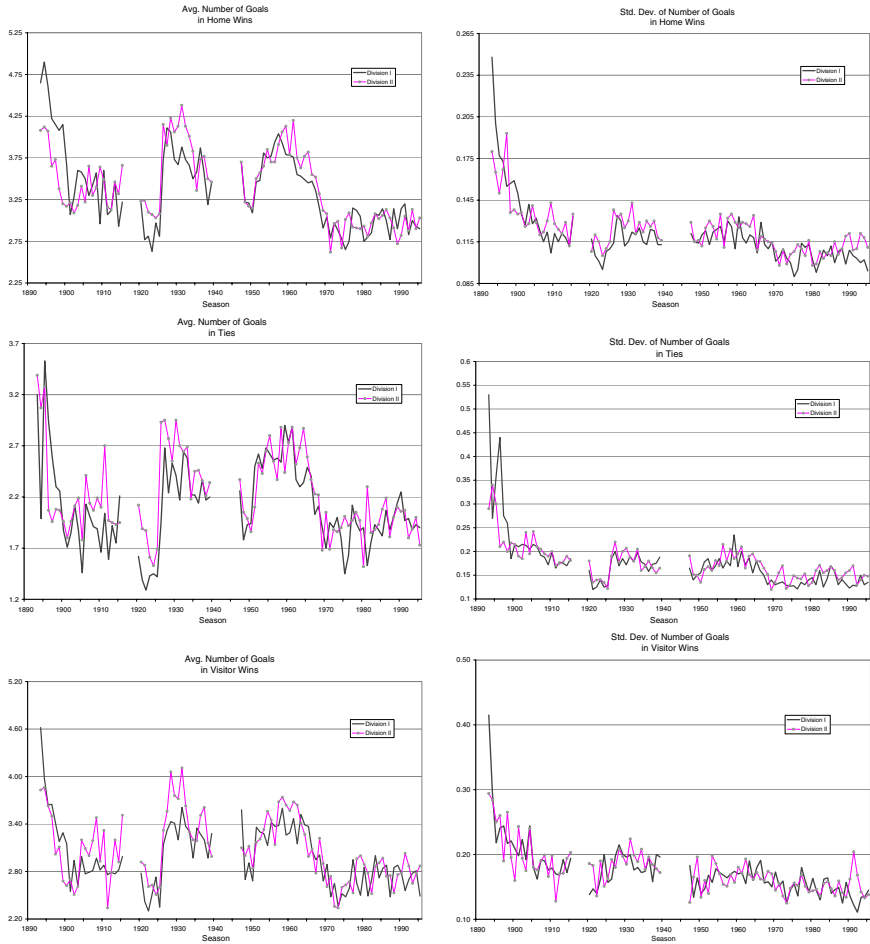 Avg. Number of Goals
in Home Wins
5.25
4.75
4.25
3.75
3.25
2.75
2.25
Division I
Division II
1890 1900 1910 1920 1930 1940 1950 1960 1970 1980 1990
Season
Std. Dev. of Number of Goals
in Home Wins
0.265
0.235
0.205
0.175
0.145
0.115
0.085
Division I
Division II
1890 1900 1910 1920 1930 1940 1950 1960 1970 1980 1990
Season
Avg. Number of Goals
in Ties
3.7
3.2
2.7
2.2
1.7
1.2
Division I
Division II
1890 1900 1910 1920 1930 1940 1950 1960 1970 1980 1990
Season
Std. Dev. of Number of Goals
in Ties
0.6
0.55
0.5
0.45
0.4
0.35
0.3
0.25
0.2
0.15
0.1
Division I
Division II
1890 1900 1910 1920 1930 1940 1950 1960 1970 1980 1990
Season
Avg. Number of Goals
in Visitor Wins
5.20
4.60
4.00
3.40
2.80
2.20
Division I
Division II
1890 1900 1910 1920 1930 1940 1950 1960 1970 1980 1990
Season
Std. Dev. of Number of Goals
in Visitor Wins
0.50
0.40
0.30
0.20
0.10
Division I
Division II
1890 1900 1910 1920 1930 1940 1950 1960 1970 1980 1990
Season